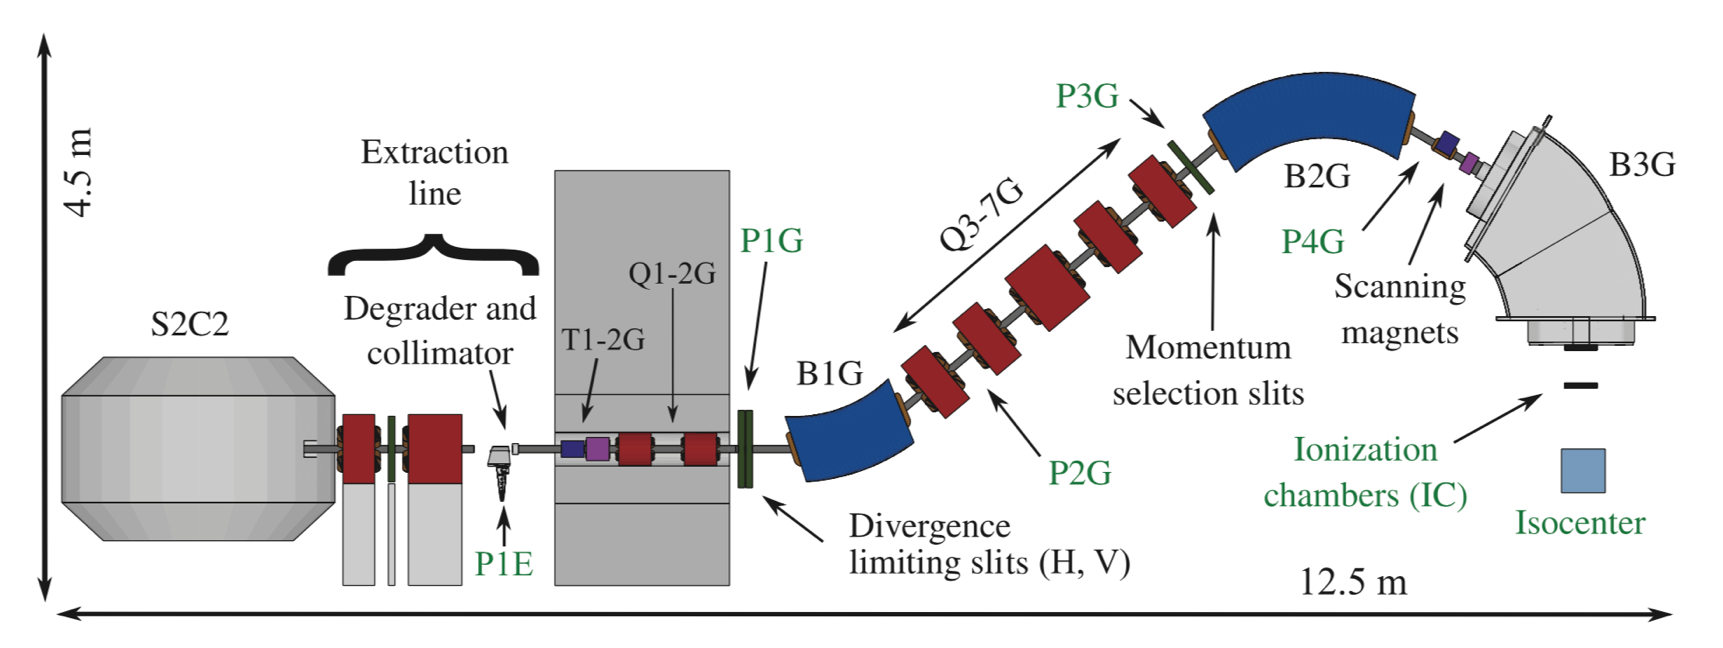 4.5 m
Extraction
line
S2C2
Degrader and
collimator
P1E
T1-2G
Q1-2G
P1G
Divergence
limiting slits (H, V)
B1G
Q3-7G
P2G
P3G
Momentum
selection slits
B2G
P4G
Scanning
magnets
B3G
Ionization
chambers (IC)
Isocenter
12.5 m